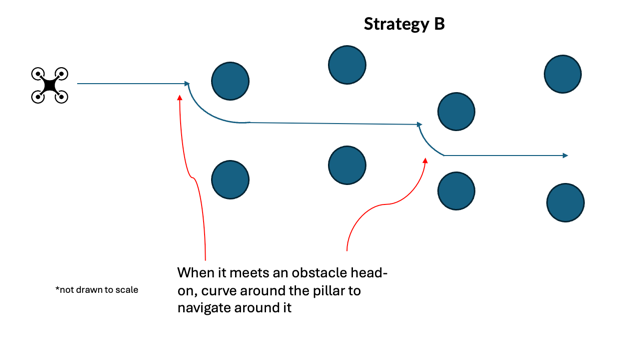 Strategy B
When it meets an obstacle head-
on, curve around the pillar to
navigate around it
*not drawn to scale